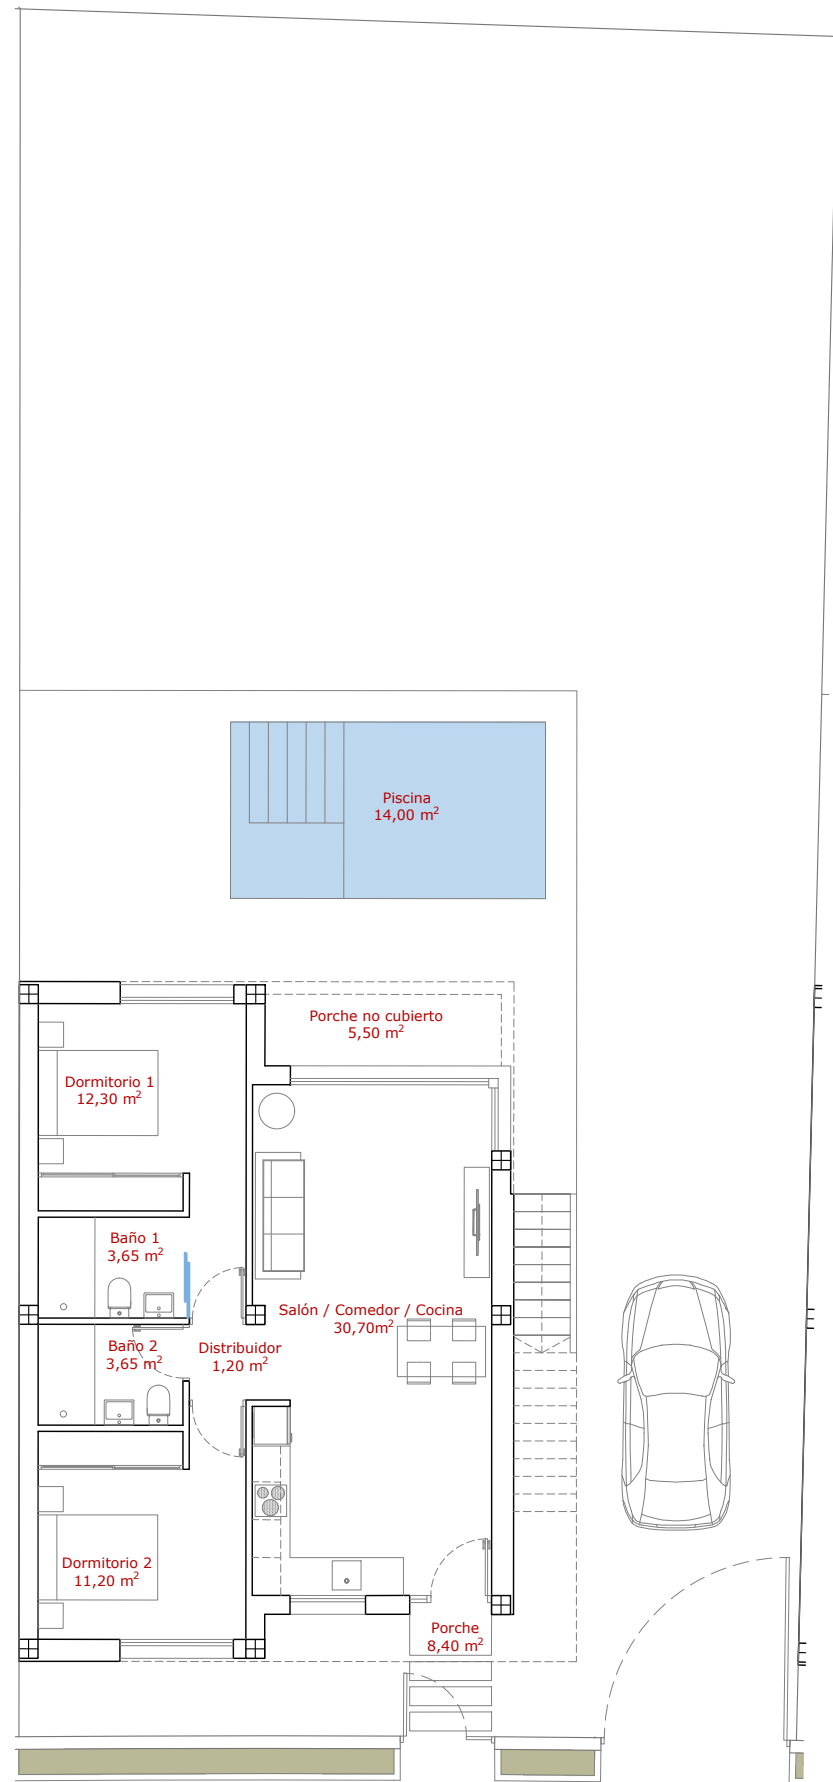 Piscina
14,00 m²
Porche no cubierto
5,50 m²
Dormitorio 1
12,30 m²
Baño 1
3,65 m²
Salón / Comedor / Cocina
30,70m²
Baño 2
3,65 m²
Distribuidor
1,20 m²
Dormitorio 2
11,20 m²
Porche
8,40 m²